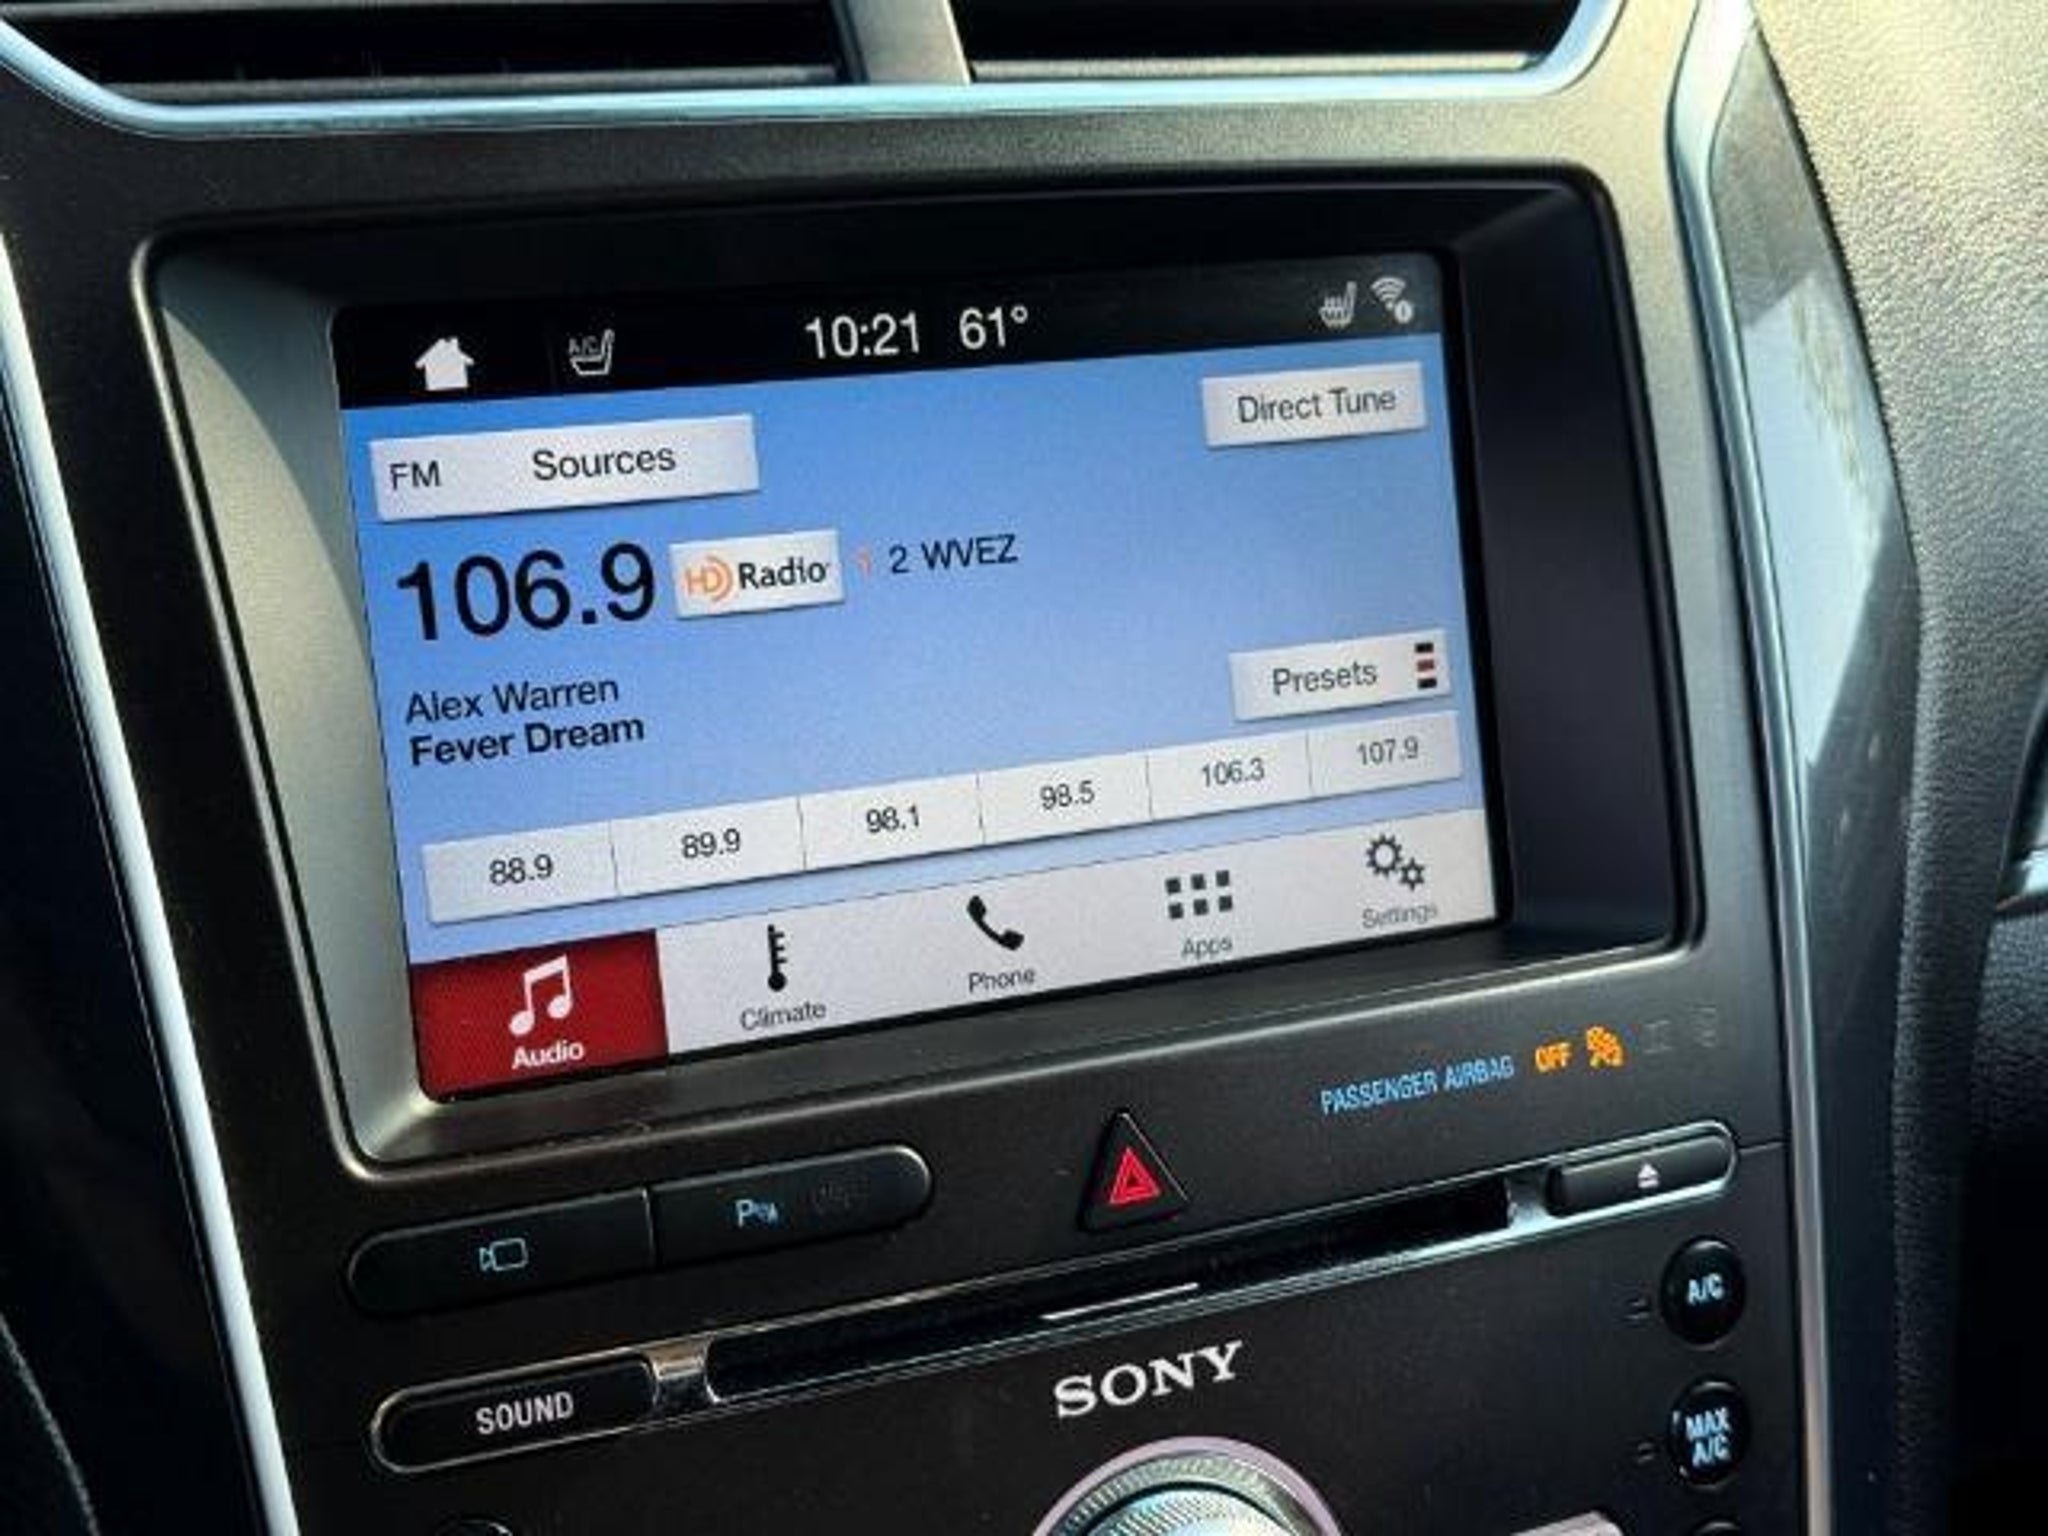 A/C 10:21 61°
FM Sources Direct Tune
106.9 HD Radio 1 2 WVEZ
Alex Warren
Fever Dream
Presets
88.9 89.9 98.1 98.5 106.3 107.9
Audio Climate Phone Apps Settings
PASSENGER AIRBAG OFF
SOUND
SONY
A/C
MAX
A/C